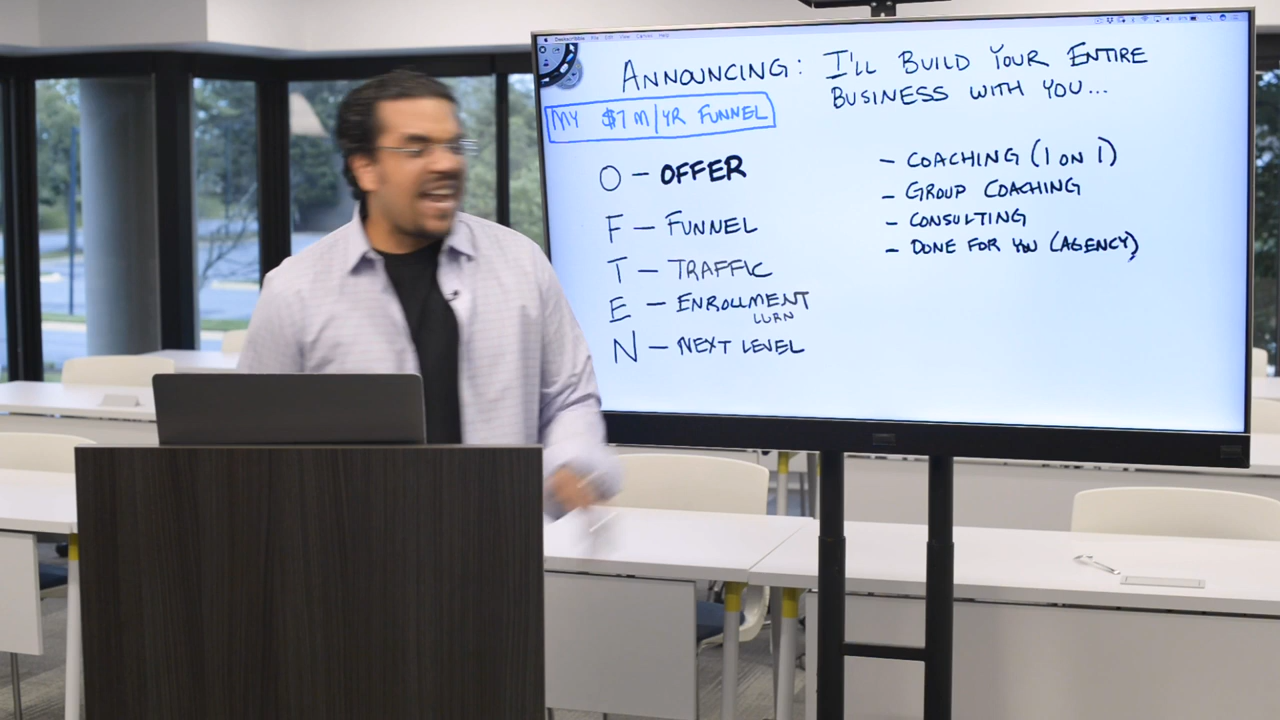 ANNOUNCING: I'LL BUILD YOUR ENTIRE
BUSINESS WITH YOU...
MY $7M/YR FUNNEL
O – OFFER
F – FUNNEL
T – TRAFFIC
E – ENROLLMENT
LURN
N – NEXT LEVEL
– COACHING (1 ON 1)
– GROUP COACHING
– CONSULTING
– DONE FOR YOU (AGENCY)